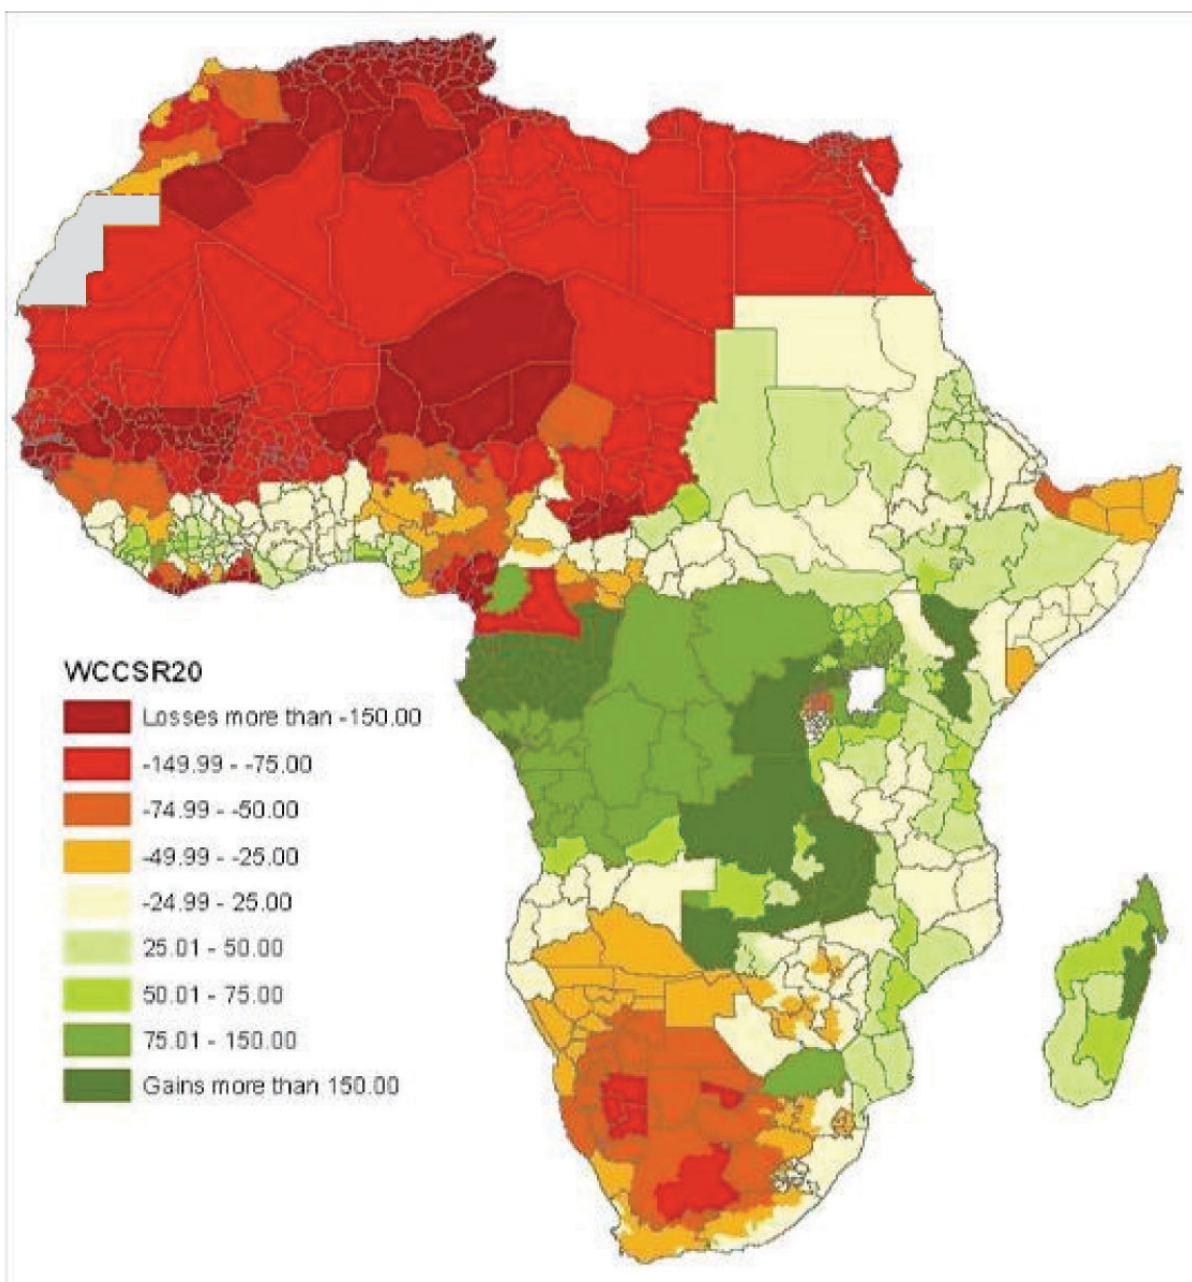 WCCSR20
Losses more than -150.00
-149.99 - -75.00
-74.99 - -50.00
-49.99 - -25.00
-24.99 - 25.00
25.01 - 50.00
50.01 - 75.00
75.01 - 150.00
Gains more than 150.00